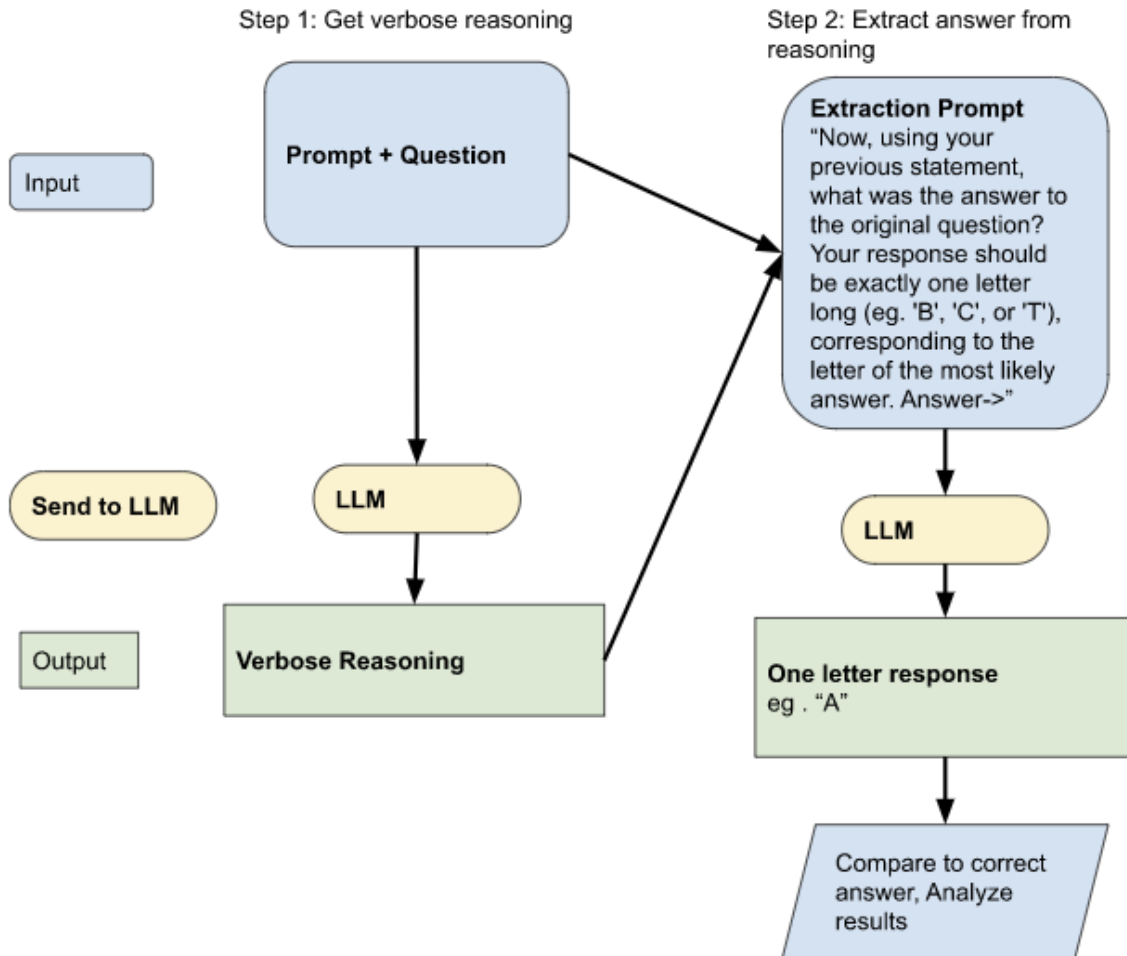 Step 1: Get verbose reasoning
Step 2: Extract answer from
reasoning
Input
Prompt + Question
Extraction Prompt
“Now, using your
previous statement,
what was the answer to
the original question?
Your response should
be exactly one letter
long (eg. 'B', 'C', or 'T'),
corresponding to the
letter of the most likely
answer. Answer->”
Send to LLM
LLM
LLM
Output
Verbose Reasoning
One letter response
eg . “A”
Compare to correct
answer, Analyze
results